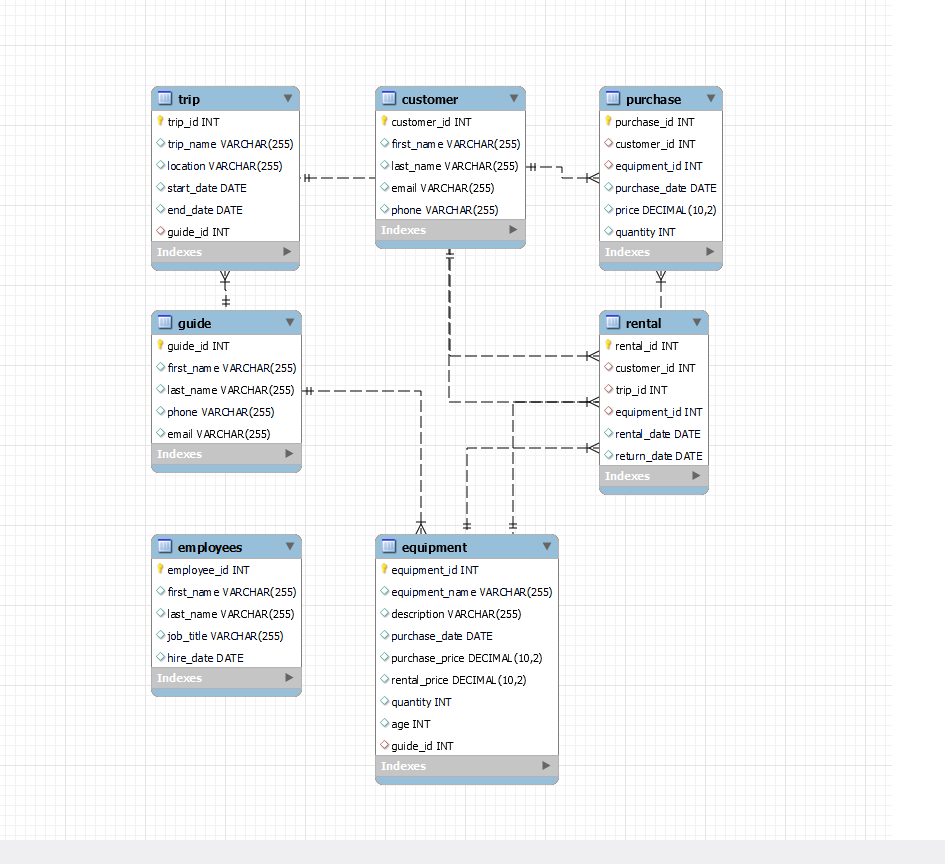 trip
trip_id INT
trip_name VARCHAR(255)
location VARCHAR(255)
start_date DATE
end_date DATE
guide_id INT
Indexes
customer
customer_id INT
first_name VARCHAR(255)
last_name VARCHAR(255)
email VARCHAR(255)
phone VARCHAR(255)
Indexes
purchase
purchase_id INT
customer_id INT
equipment_id INT
purchase_date DATE
price DECIMAL(10,2)
quantity INT
Indexes
guide
guide_id INT
first_name VARCHAR(255)
last_name VARCHAR(255)
phone VARCHAR(255)
email VARCHAR(255)
Indexes
rental
rental_id INT
customer_id INT
trip_id INT
equipment_id INT
rental_date DATE
return_date DATE
Indexes
employees
employee_id INT
first_name VARCHAR(255)
last_name VARCHAR(255)
job_title VARCHAR(255)
hire_date DATE
Indexes
equipment
equipment_id INT
equipment_name VARCHAR(255)
description VARCHAR(255)
purchase_date DATE
purchase_price DECIMAL(10,2)
rental_price DECIMAL(10,2)
quantity INT
age INT
guide_id INT
Indexes